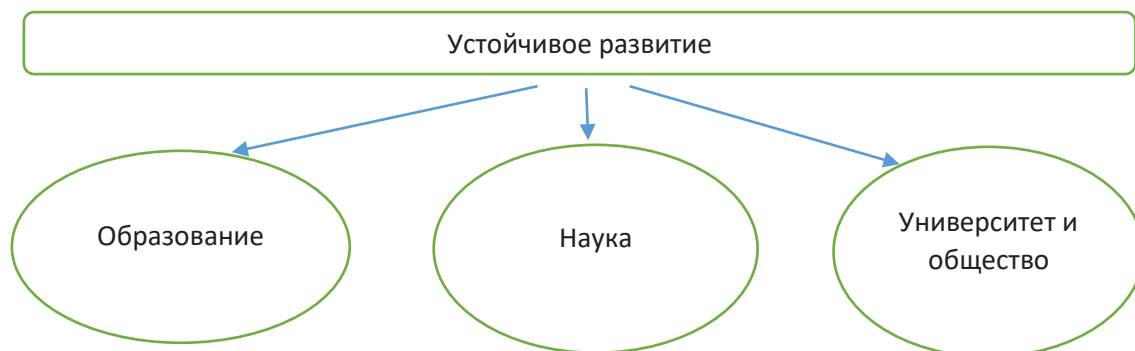 Устойчивое развитие
Образование
Наука
Университет и
общество